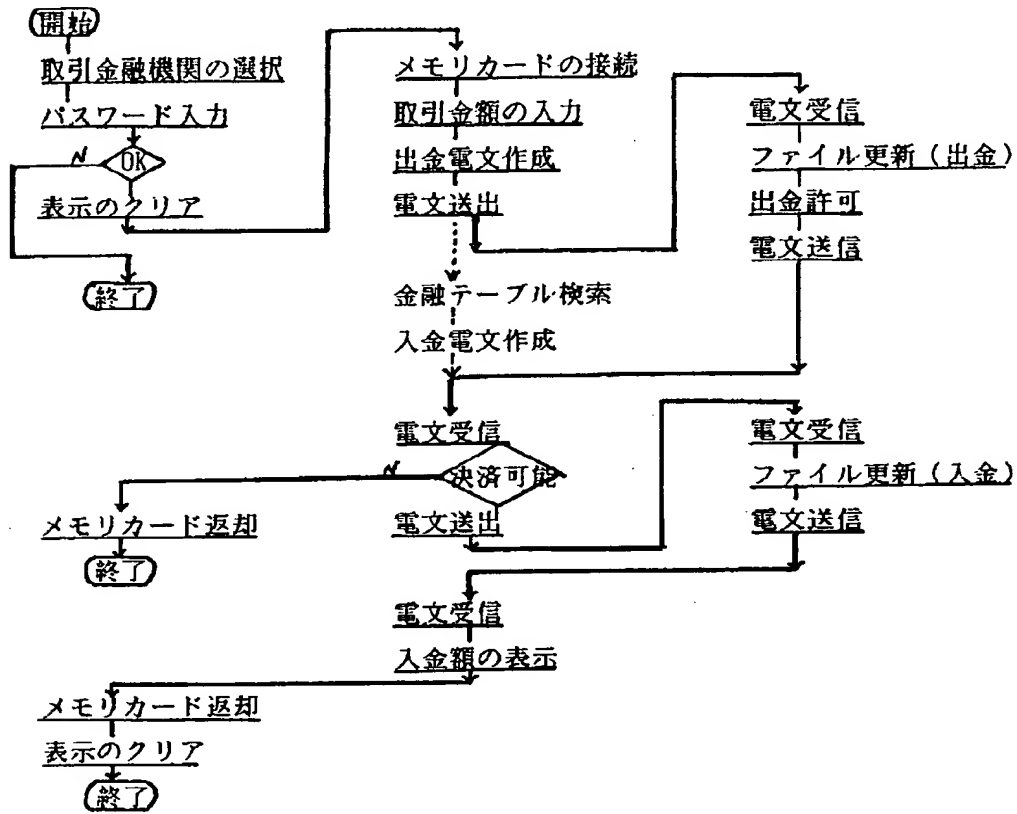 開始
取引金融機関の選択
パスワード入力
N
OK
表示のクリア
終了
メモリカードの接続
取引金額の入力
出金電文作成
電文送出
金融テーブル検索
入金電文作成
電文受信
ファイル更新(出金)
出金許可
電文送信
電文受信
N
決済可能
電文送出
メモリカード返却
終了
電文受信
ファイル更新(入金)
電文送信
電文受信
入金額の表示
メモリカード返却
表示のクリア
終了